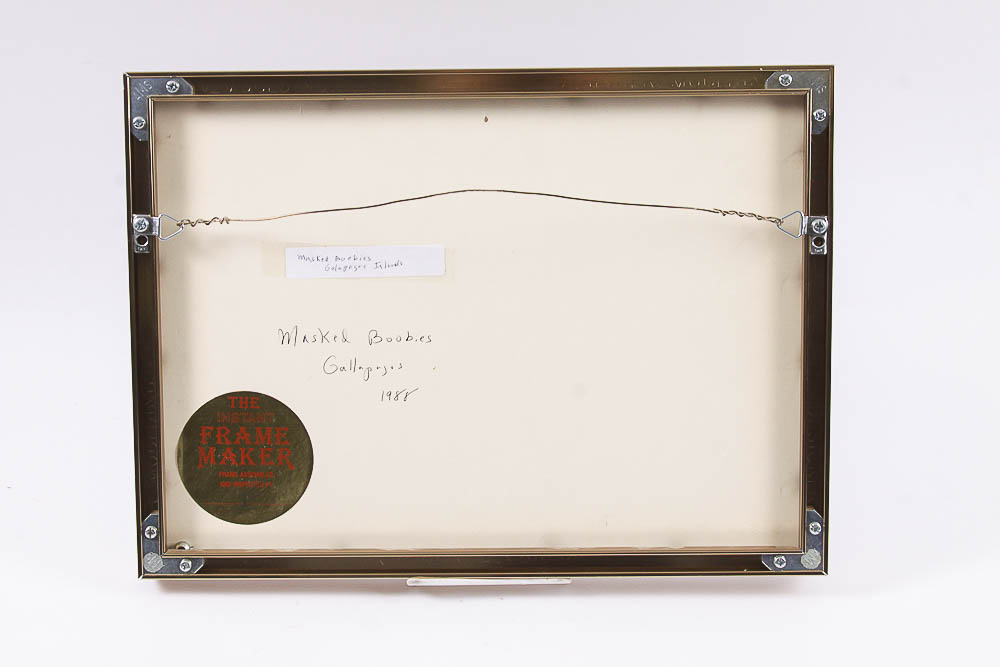 Masked Boobies
Galapagos Islands
Masked Boobies
Gallapagos
1988
THE
INSTANT
FRAME
MAKER